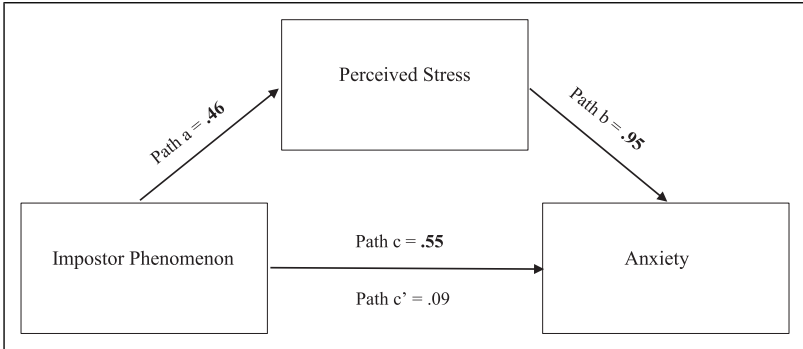 Perceived Stress
Path a = .46
Path b = .95
Impostor Phenomenon
Path c = .55
Path c’ = .09
Anxiety